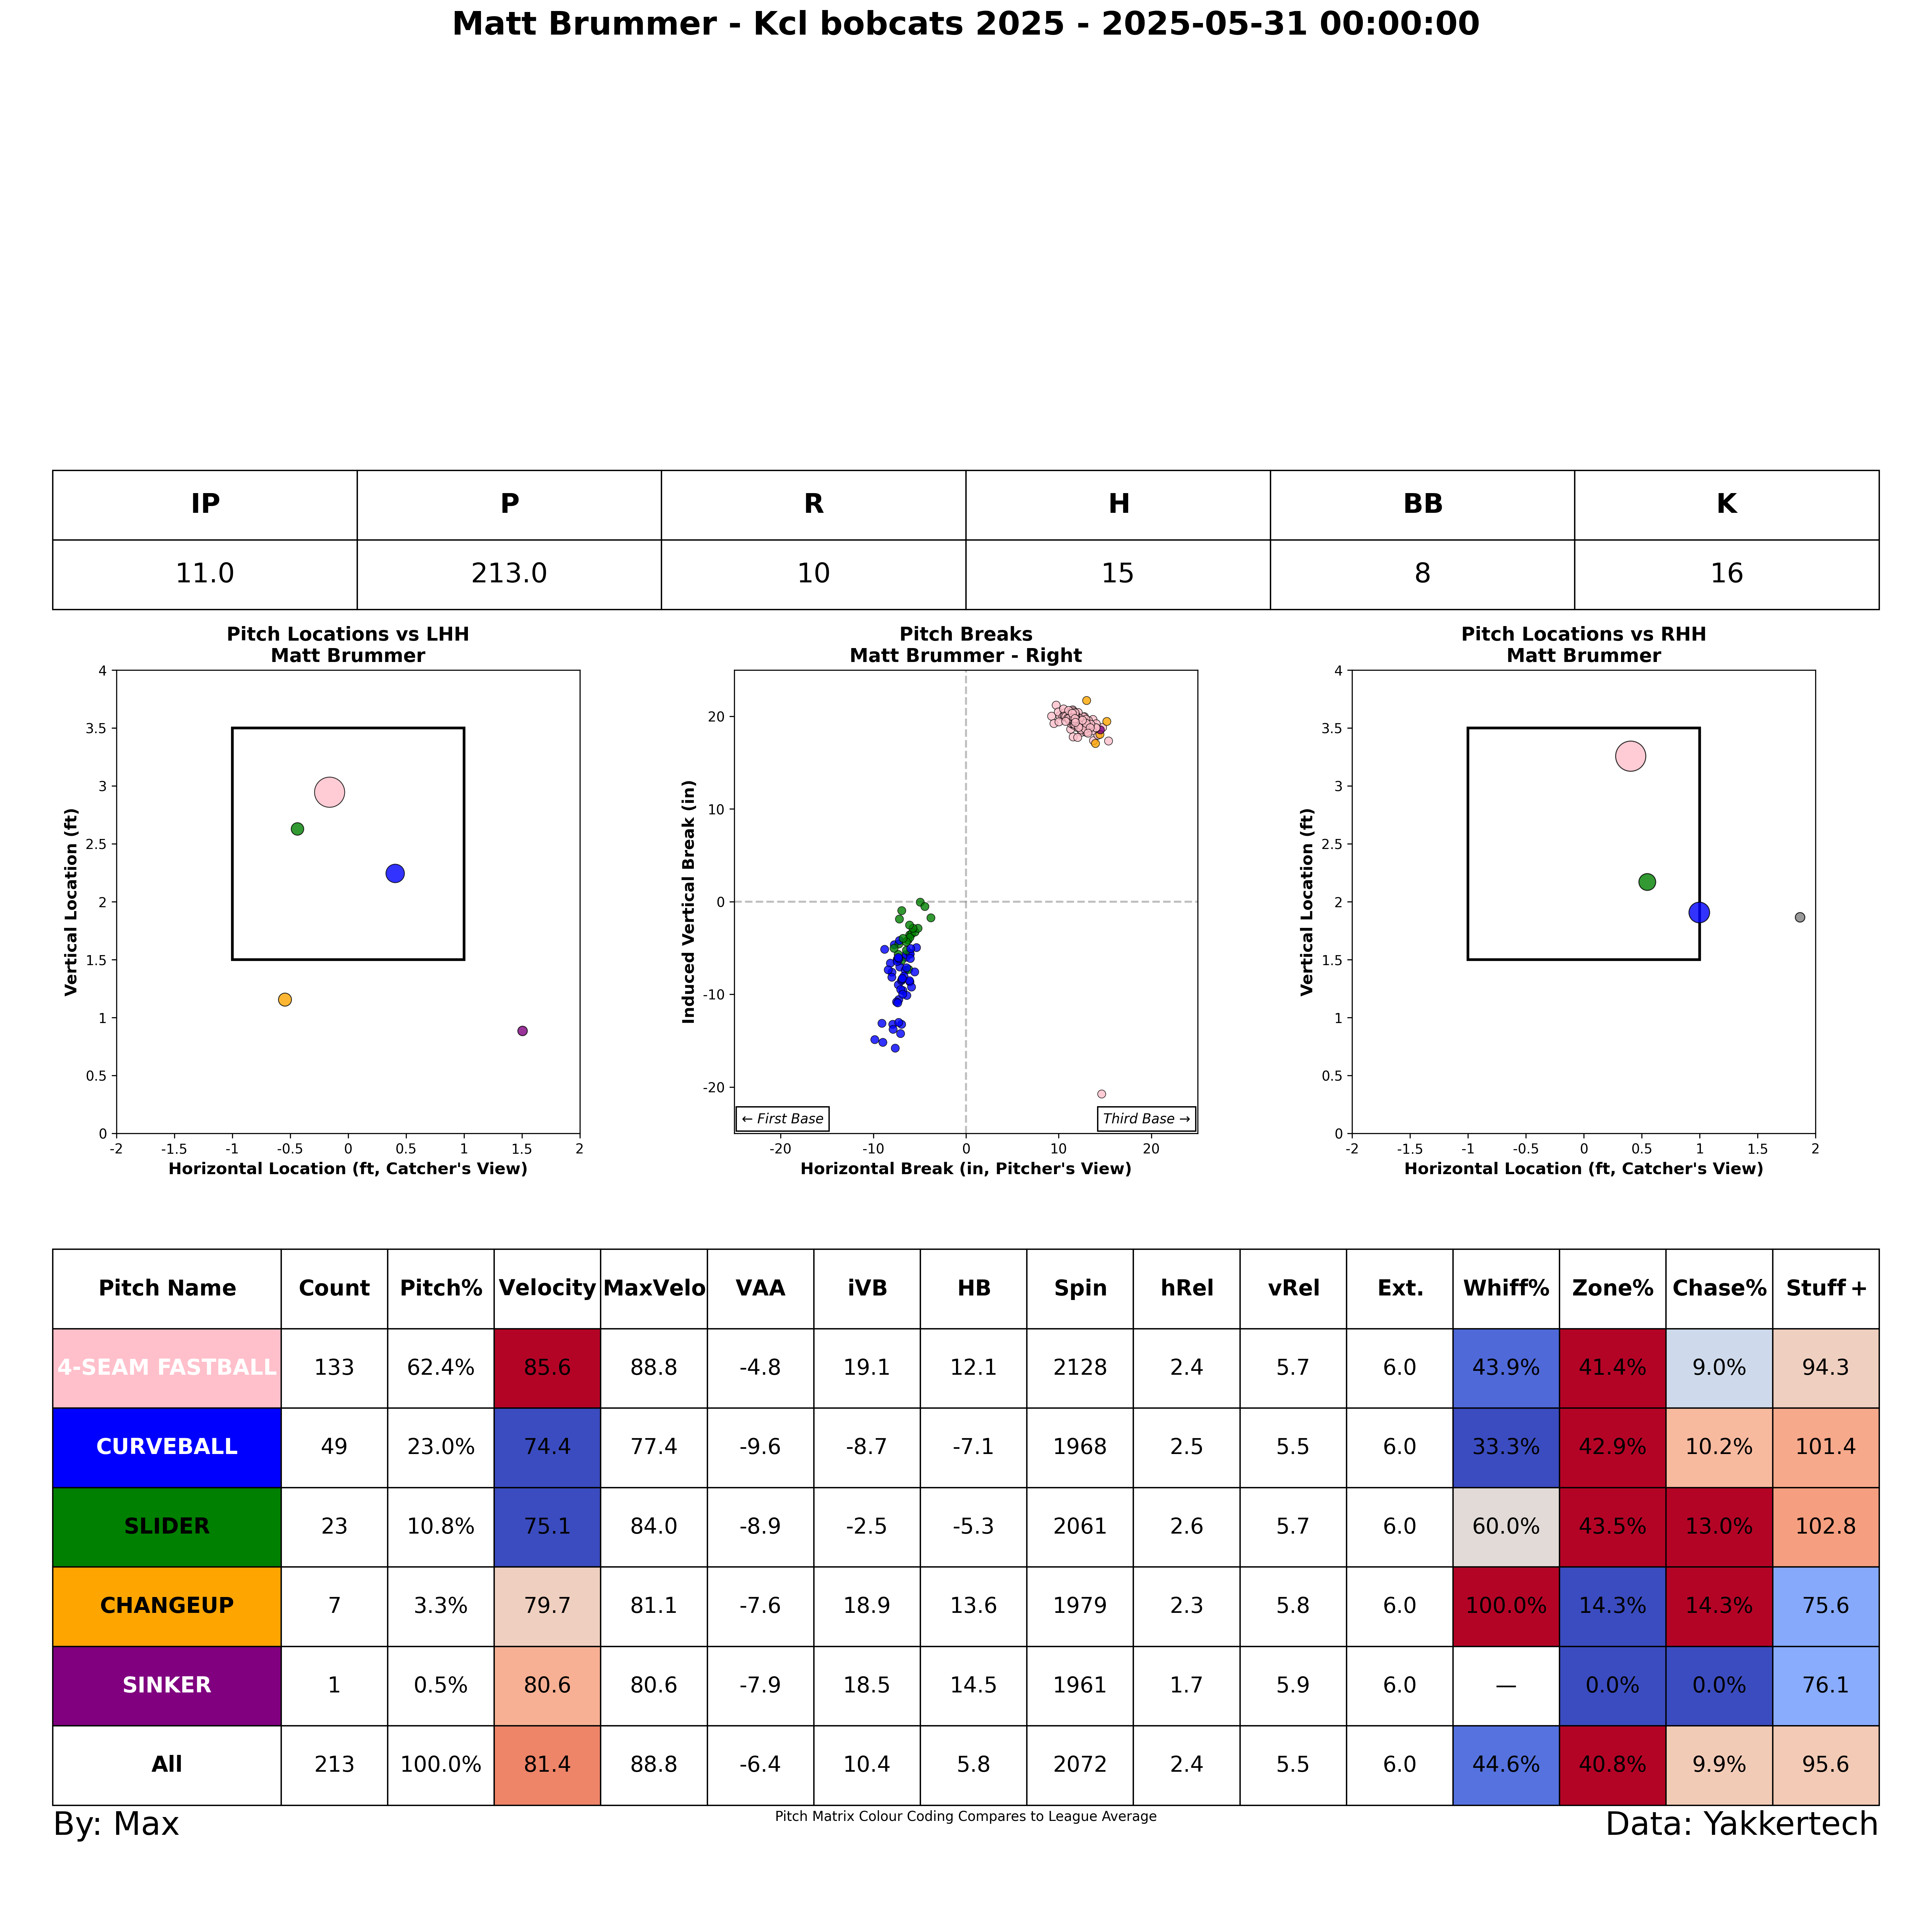 Matt Brummer - Kcl bobcats 2025 - 2025-05-31 00:00:00
IP P R H BB K
11.0 213.0 10 15 8 16
Pitch Locations vs LHH
Matt Brummer
4
3.5
3
2.5
2
1.5
1
0.5
0
Vertical Location (ft)
-2 -1.5 -1 -0.5 0 0.5 1 1.5 2
Horizontal Location (ft, Catcher's View)
Pitch Breaks
Matt Brummer - Right
20
10
0
-10
-20
Induced Vertical Break (in)
← First Base
Third Base →
-20 -10 0 10 20
Horizontal Break (in, Pitcher's View)
Pitch Locations vs RHH
Matt Brummer
4
3.5
3
2.5
2
1.5
1
0.5
0
Vertical Location (ft)
-2 -1.5 -1 -0.5 0 0.5 1 1.5 2
Horizontal Location (ft, Catcher's View)
Pitch Name Count Pitch% Velocity MaxVelo VAA iVB HB Spin hRel vRel Ext. Whiff% Zone% Chase% Stuff+
4-SEAM FASTBALL 133 62.4% 85.6 88.8 -4.8 19.1 12.1 2128 2.4 5.7 6.0 43.9% 41.4% 9.0% 94.3
CURVEBALL 49 23.0% 74.4 77.4 -9.6 -8.7 -7.1 1968 2.5 5.5 6.0 33.3% 42.9% 10.2% 101.4
SLIDER 23 10.8% 75.1 84.0 -8.9 -2.5 -5.3 2061 2.6 5.7 6.0 60.0% 43.5% 13.0% 102.8
CHANGEUP 7 3.3% 79.7 81.1 -7.6 18.9 13.6 1979 2.3 5.8 6.0 100.0% 14.3% 14.3% 75.6
SINKER 1 0.5% 80.6 80.6 -7.9 18.5 14.5 1961 1.7 5.9 6.0 — 0.0% 0.0% 76.1
All 213 100.0% 81.4 88.8 -6.4 10.4 5.8 2072 2.4 5.5 6.0 44.6% 40.8% 9.9% 95.6
By: Max
Pitch Matrix Colour Coding Compares to League Average
Data: Yakkertech